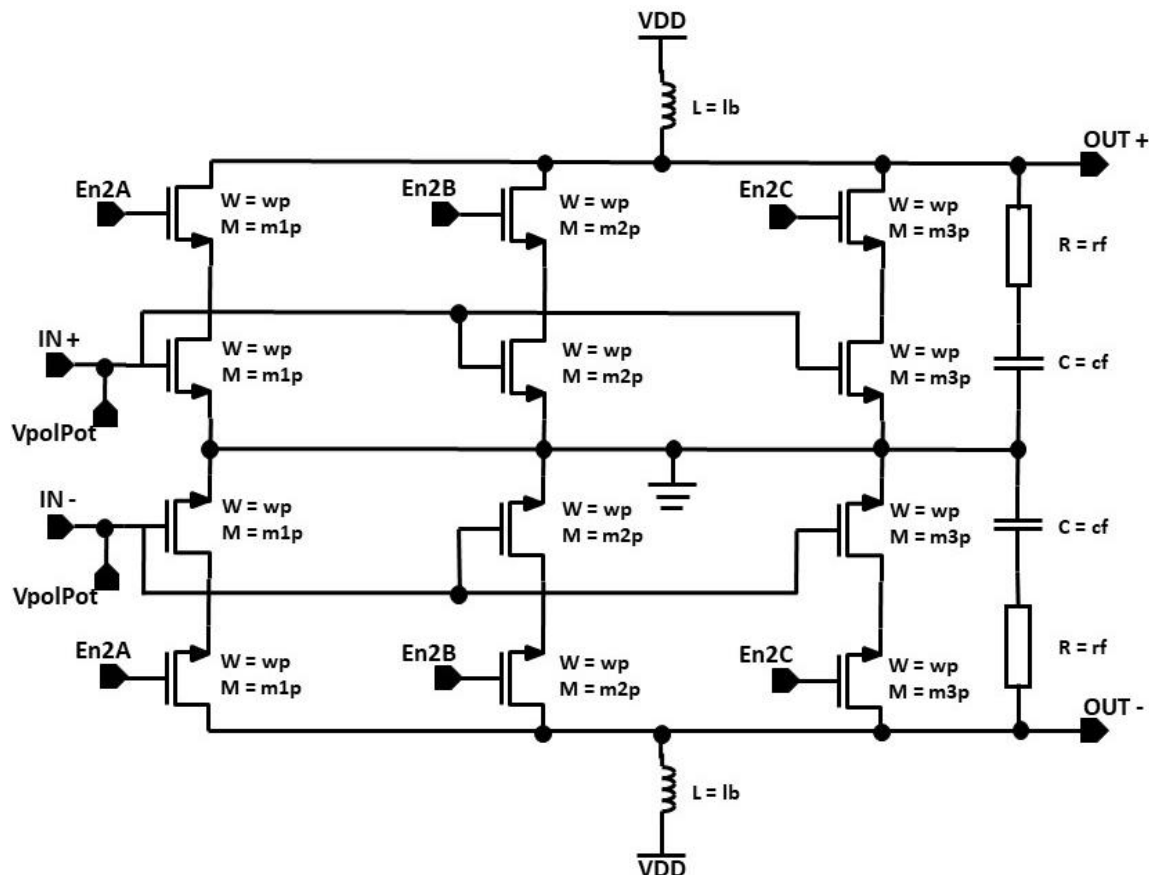 VDD
L = lb
OUT +
En2A
W = wp
M = m1p
En2B
W = wp
M = m2p
En2C
W = wp
M = m3p
R = rf
IN +
W = wp
M = m1p
W = wp
M = m2p
W = wp
M = m3p
C = cf
VpolPot
IN -
W = wp
M = m1p
W = wp
M = m2p
W = wp
M = m3p
C = cf
VpolPot
En2A
W = wp
M = m1p
En2B
W = wp
M = m2p
En2C
W = wp
M = m3p
R = rf
OUT -
L = lb
VDD